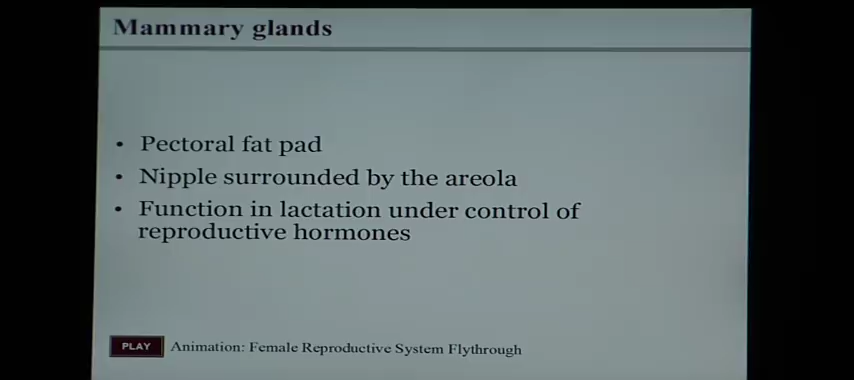 Mammary glands
• Pectoral fat pad
• Nipple surrounded by the areola
• Function in lactation under control of
reproductive hormones
PLAY Animation: Female Reproductive System Flythrough